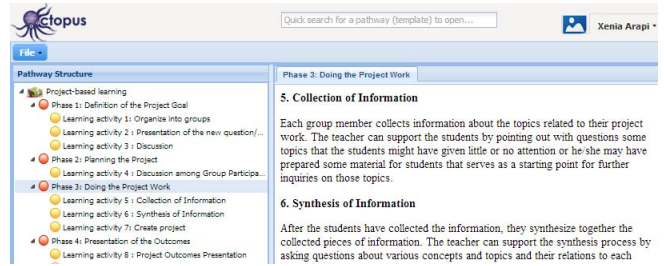 ctopus
Quick search for a pathway (template) to open...
Xenia Arapi
File
Pathway Structure
Project-based learning
Phase 1: Definition of the Project Goal
Learning activity 1: Organize into groups
Learning activity 2 : Presentation of the new question/...
Learning activity 3 : Discussion
Phase 2: Planning the Project
Learning activity 4 : Discussion among Group Participa...
Phase 3: Doing the Project Work
Learning activity 5 : Collection of Information
Learning activity 6 : Synthesis of Information
Learning activity 7: Create project
Phase 4: Presentation of the Outcomes
Learning activity 8 : Project Outcomes Presentation
Phase 3: Doing the Project Work
5. Collection of Information
Each group member collects information about the topics related to their project
work. The teacher can support the students by pointing out with questions some
topics that the students might have given little or no attention or he/she may have
prepared some material for students that serves as a starting point for further
inquiries on those topics.
6. Synthesis of Information
After the students have collected the information, they synthesize together the
collected pieces of information. The teacher can support the synthesis process by
asking questions about various concepts and topics and their relations to each